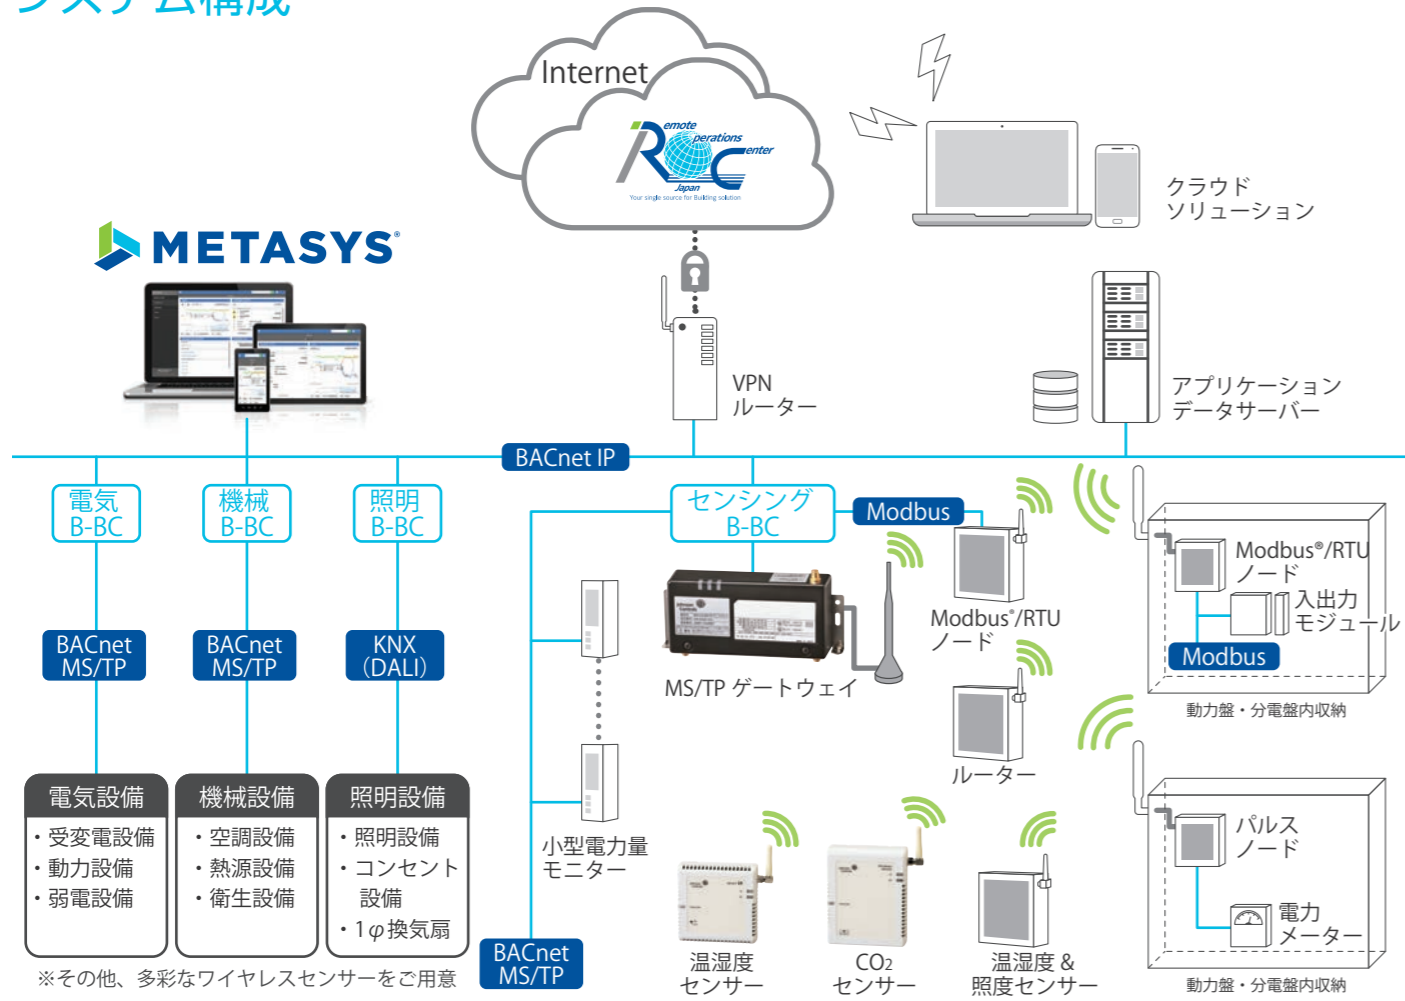 システム構成
Internet
Remote
Operations
Center
Japan
Your single source for Building solution
クラウド
ソリューション
METASYS®
VPN
ルーター
アプリケーション
データサーバー
BACnet IP
電気
B-BC
機械
B-BC
照明
B-BC
センシング
B-BC
Modbus
Modbus®/RTU
ノード
入出力
モジュール
Modbus
動力盤・分電盤内収納
BACnet
MS/TP
BACnet
MS/TP
KNX
（DALI）
MS/TP ゲートウェイ
Modbus®/RTU
ノード
ルーター
電気設備
・受変電設備
・動力設備
・弱電設備
機械設備
・空調設備
・熱源設備
・衛生設備
照明設備
・照明設備
・コンセント
設備
・1φ換気扇
小型電力量
モニター
パルス
ノード
電力
メーター
動力盤・分電盤内収納
BACnet
MS/TP
温湿度
センサー
CO2
センサー
温湿度 &
照度センサー
※その他、多彩なワイヤレスセンサーをご用意